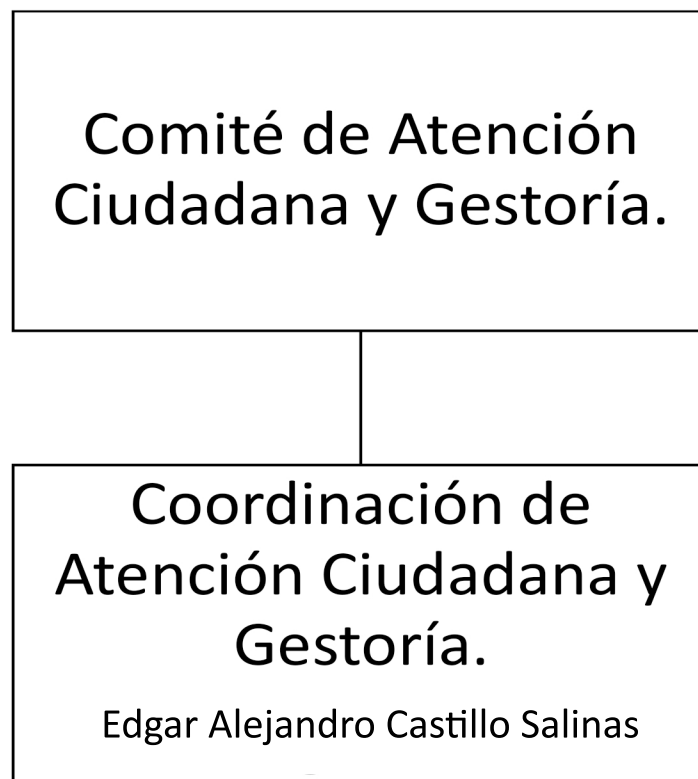 Comité de Atención
Ciudadana y Gestoría.
Coordinación de
Atención Ciudadana y
Gestoría.
Edgar Alejandro Castillo Salinas